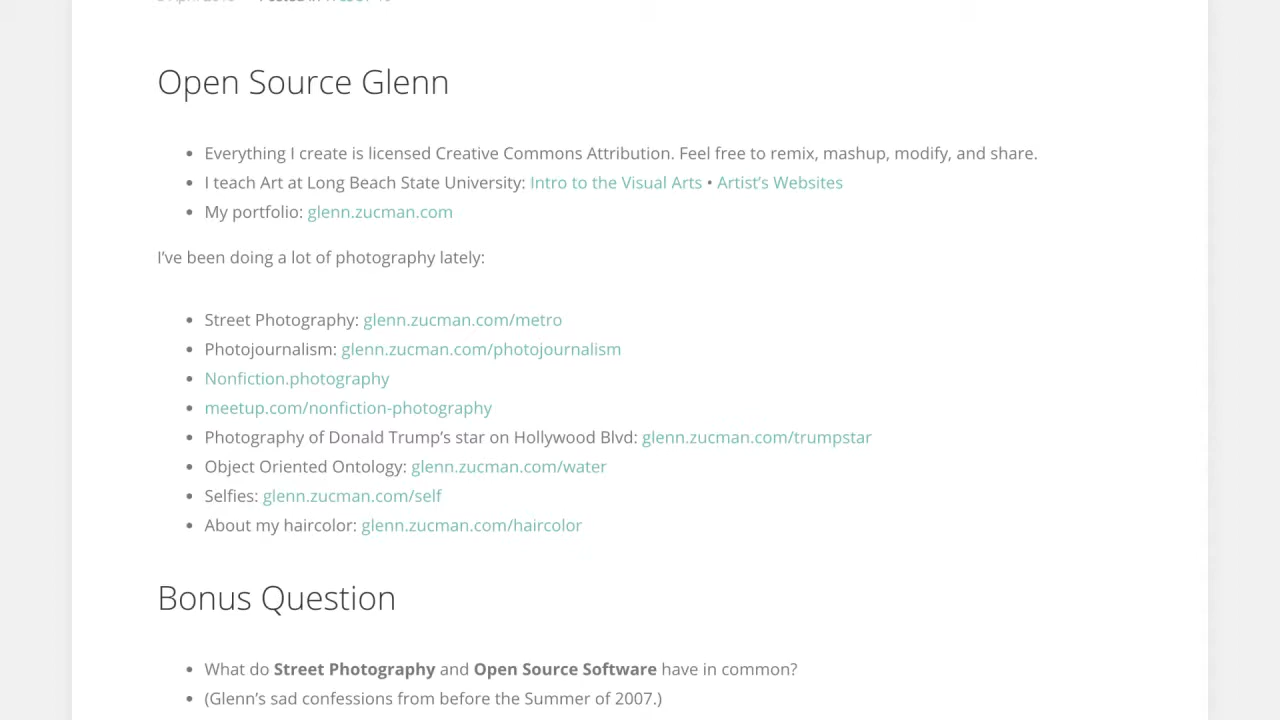 Open Source Glenn
• Everything I create is licensed Creative Commons Attribution. Feel free to remix, mashup, modify, and share.
• I teach Art at Long Beach State University: Intro to the Visual Arts • Artist’s Websites
• My portfolio: glenn.zucman.com
I’ve been doing a lot of photography lately:
• Street Photography: glenn.zucman.com/metro
• Photojournalism: glenn.zucman.com/photojournalism
• Nonfiction.photography
• meetup.com/nonfiction-photography
• Photography of Donald Trump’s star on Hollywood Blvd: glenn.zucman.com/trumpstar
• Object Oriented Ontology: glenn.zucman.com/water
• Selfies: glenn.zucman.com/self
• About my haircolor: glenn.zucman.com/haircolor
Bonus Question
• What do Street Photography and Open Source Software have in common?
• (Glenn’s sad confessions from before the Summer of 2007.)